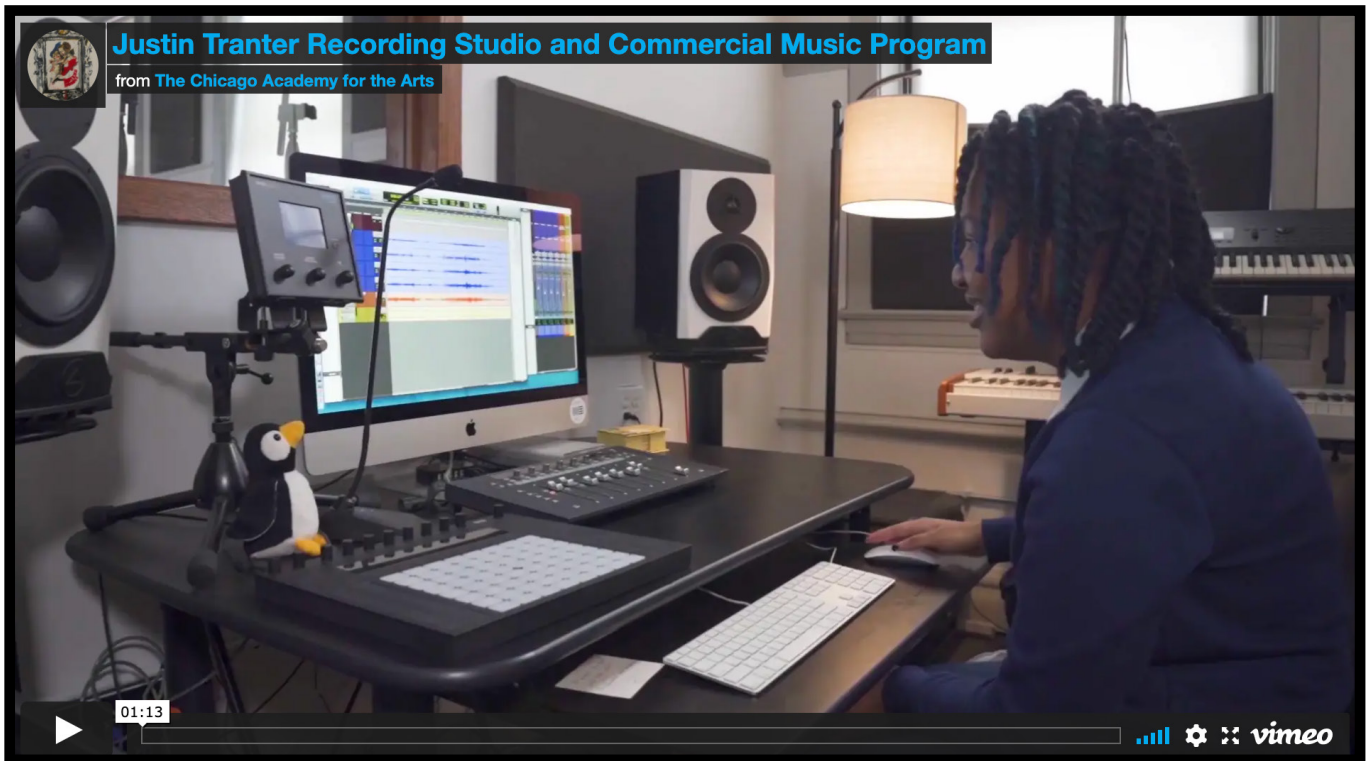 Justin Tranter Recording Studio and Commercial Music Program
from The Chicago Academy for the Arts
01:13
vimeo